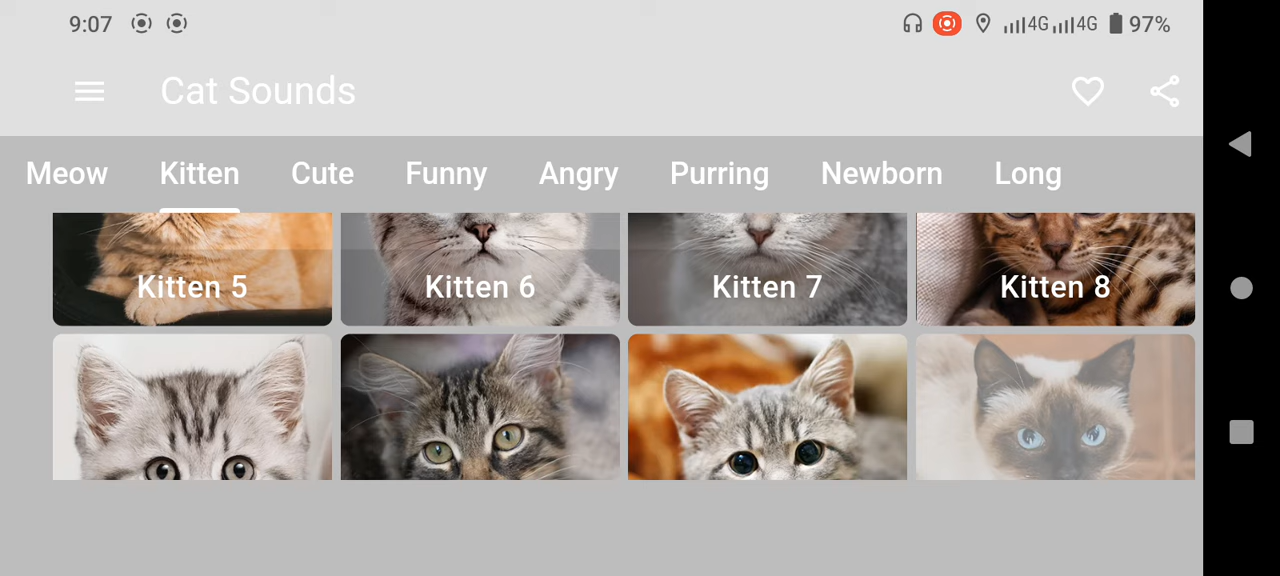 9:07 4G 4G 97%
Cat Sounds
Meow Kitten Cute Funny Angry Purring Newborn Long
Kitten 5 Kitten 6 Kitten 7 Kitten 8